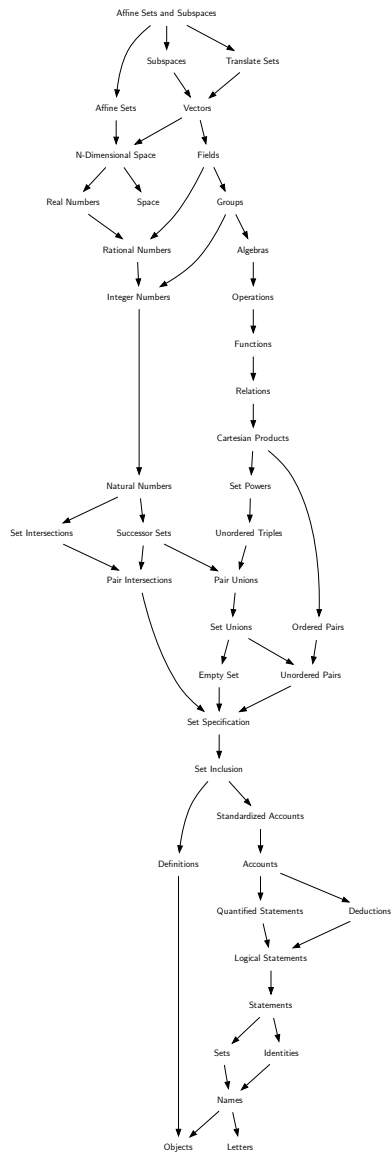 Affine Sets and Subspaces
Subspaces
Translate Sets
Affine Sets
Vectors
N-Dimensional Space
Fields
Real Numbers
Space
Groups
Rational Numbers
Algebras
Integer Numbers
Operations
Functions
Relations
Cartesian Products
Natural Numbers
Set Powers
Set Intersections
Successor Sets
Unordered Triples
Pair Intersections
Pair Unions
Set Unions
Ordered Pairs
Empty Set
Unordered Pairs
Set Specification
Set Inclusion
Standardized Accounts
Definitions
Accounts
Quantified Statements
Deductions
Logical Statements
Statements
Sets
Identities
Names
Objects
Letters